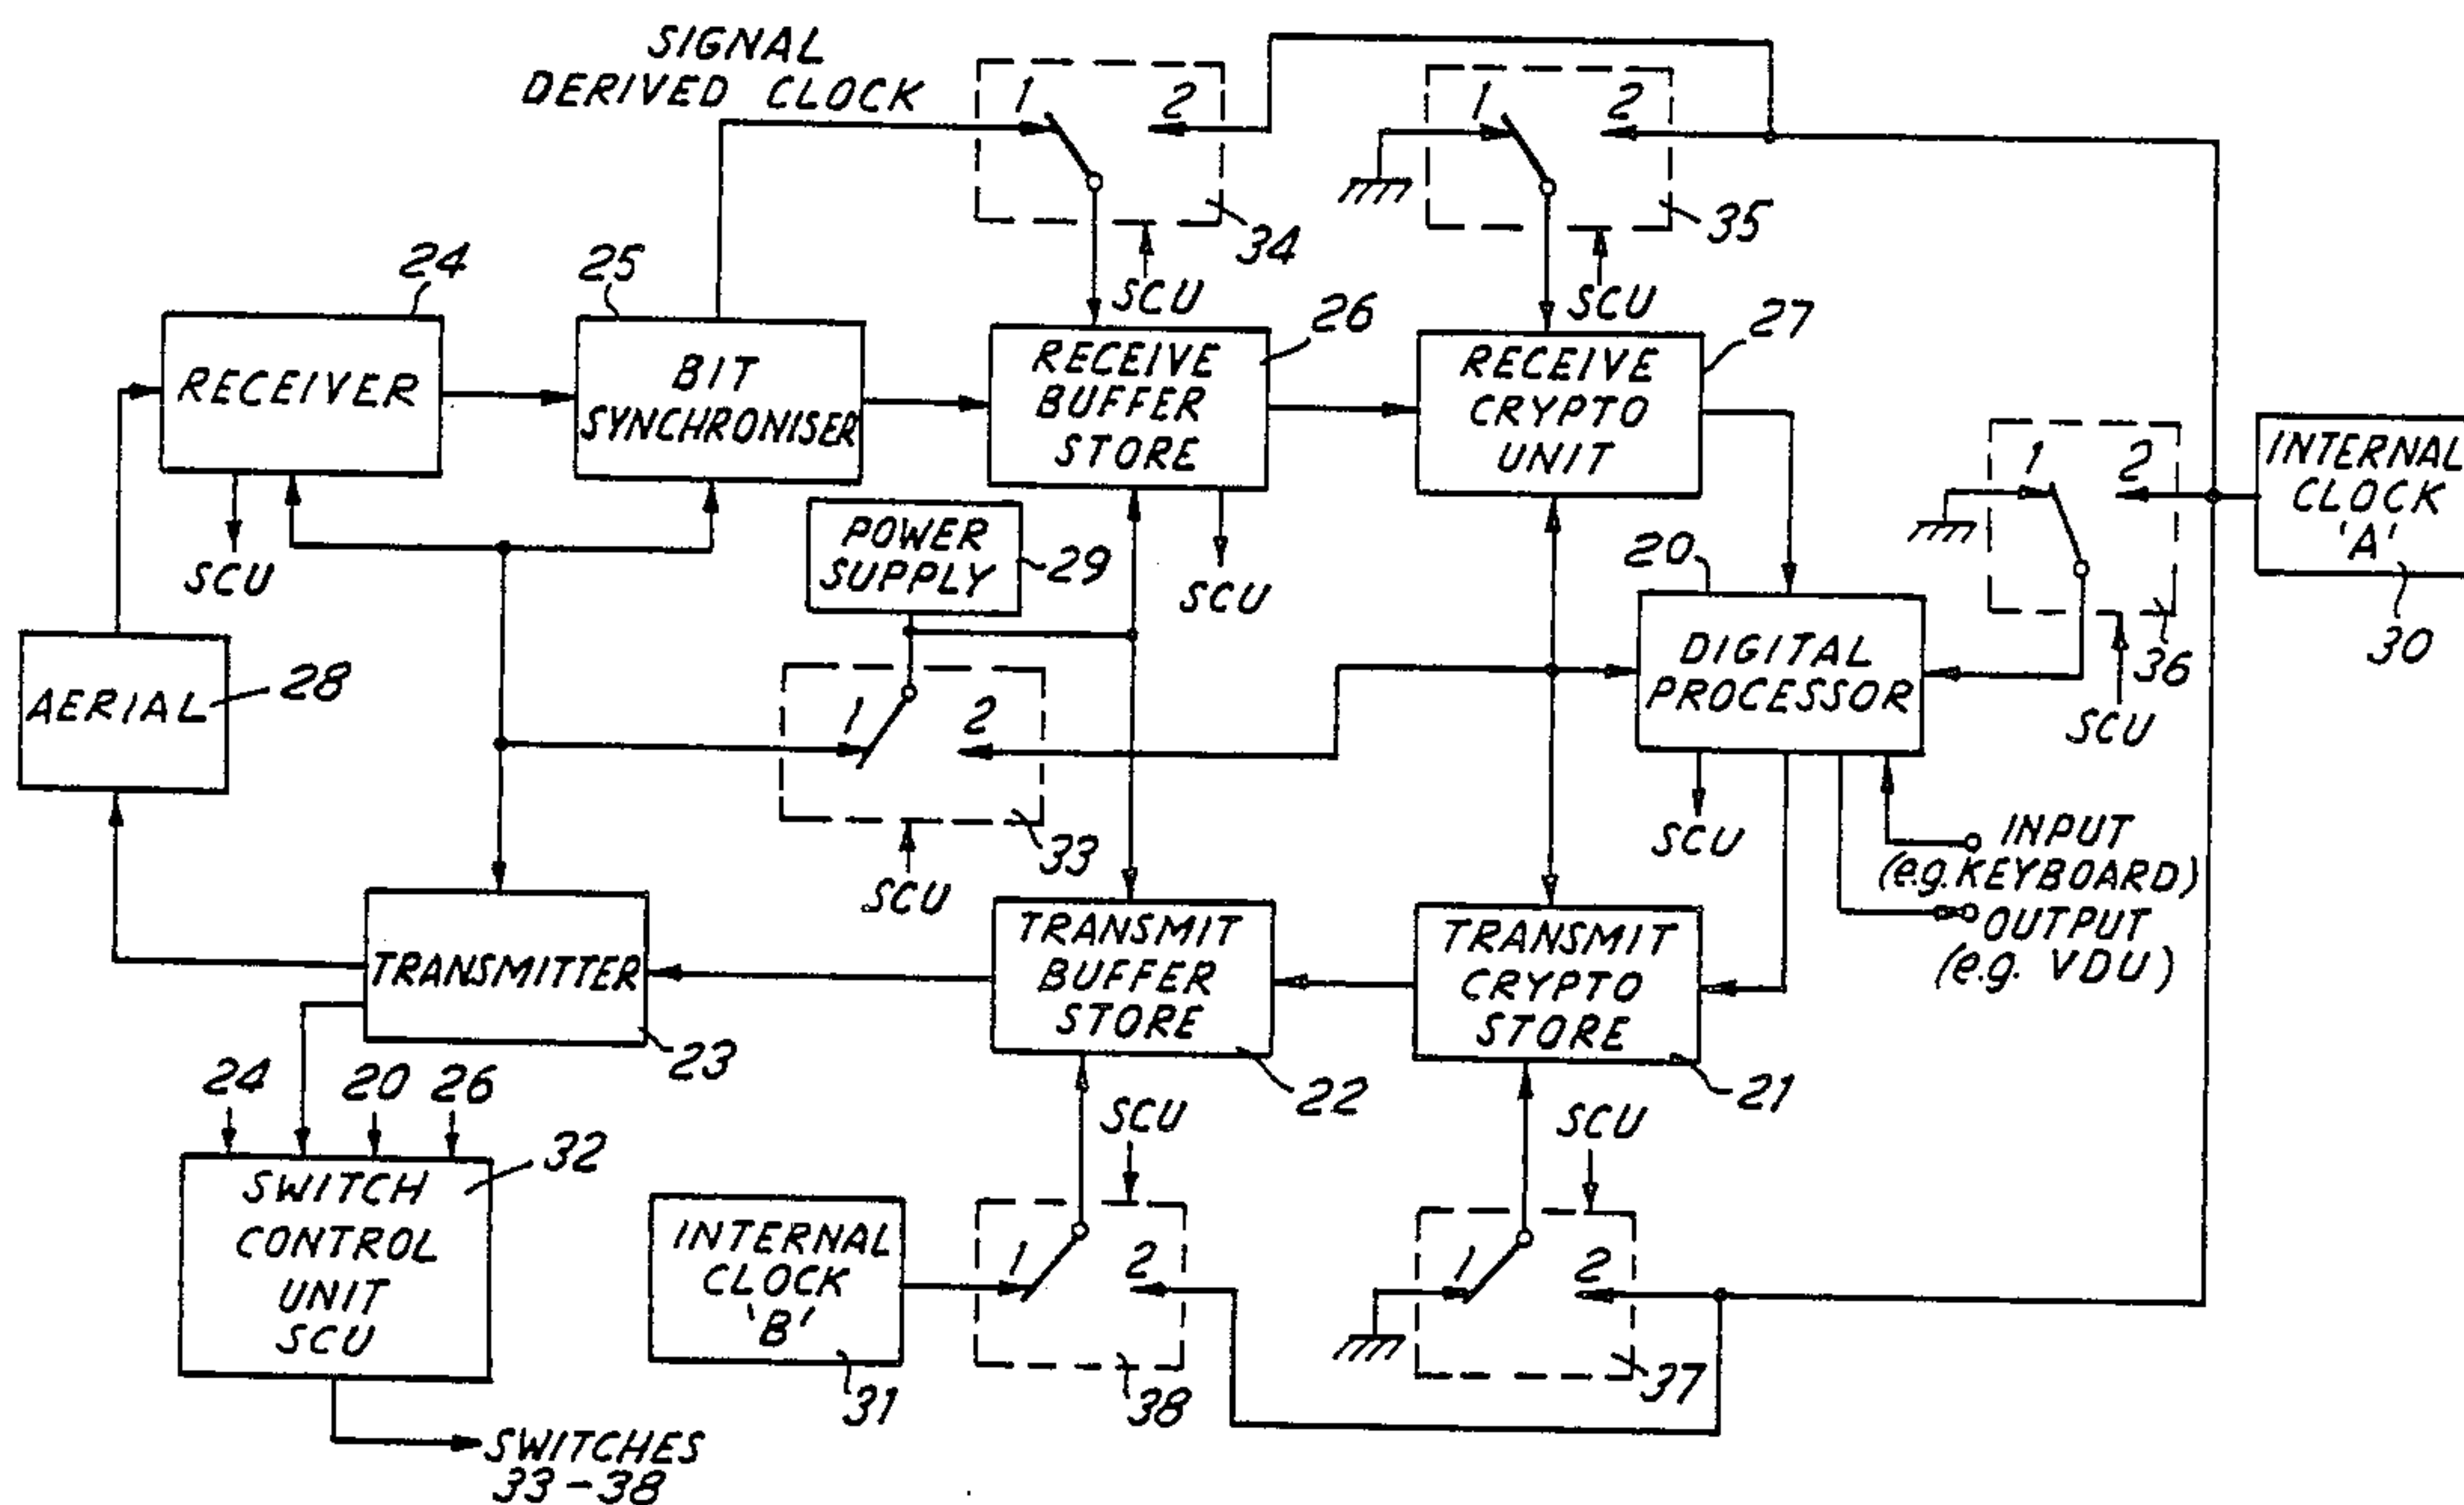 SIGNAL
DERIVED CLOCK
1
2
34
SCU
1
2
35
SCU
24
RECEIVER
SCU
25
BIT
SYNCHRONISER
26
RECEIVE
BUFFER
STORE
SCU
27
RECEIVE
CRYPTO
UNIT
1
2
36
SCU
INTERNAL
CLOCK
'A'
30
POWER
SUPPLY
29
20
DIGITAL
PROCESSOR
SCU
INPUT
(e.g. KEYBOARD)
OUTPUT
(e.g. VDU)
AERIAL
28
1
2
33
SCU
TRANSMITTER
23
TRANSMIT
BUFFER
STORE
22
TRANSMIT
CRYPTO
STORE
21
24
20
26
SWITCH
CONTROL
UNIT
SCU
32
INTERNAL
CLOCK
'B'
31
SCU
1
2
38
SCU
1
2
37
SWITCHES
33-38